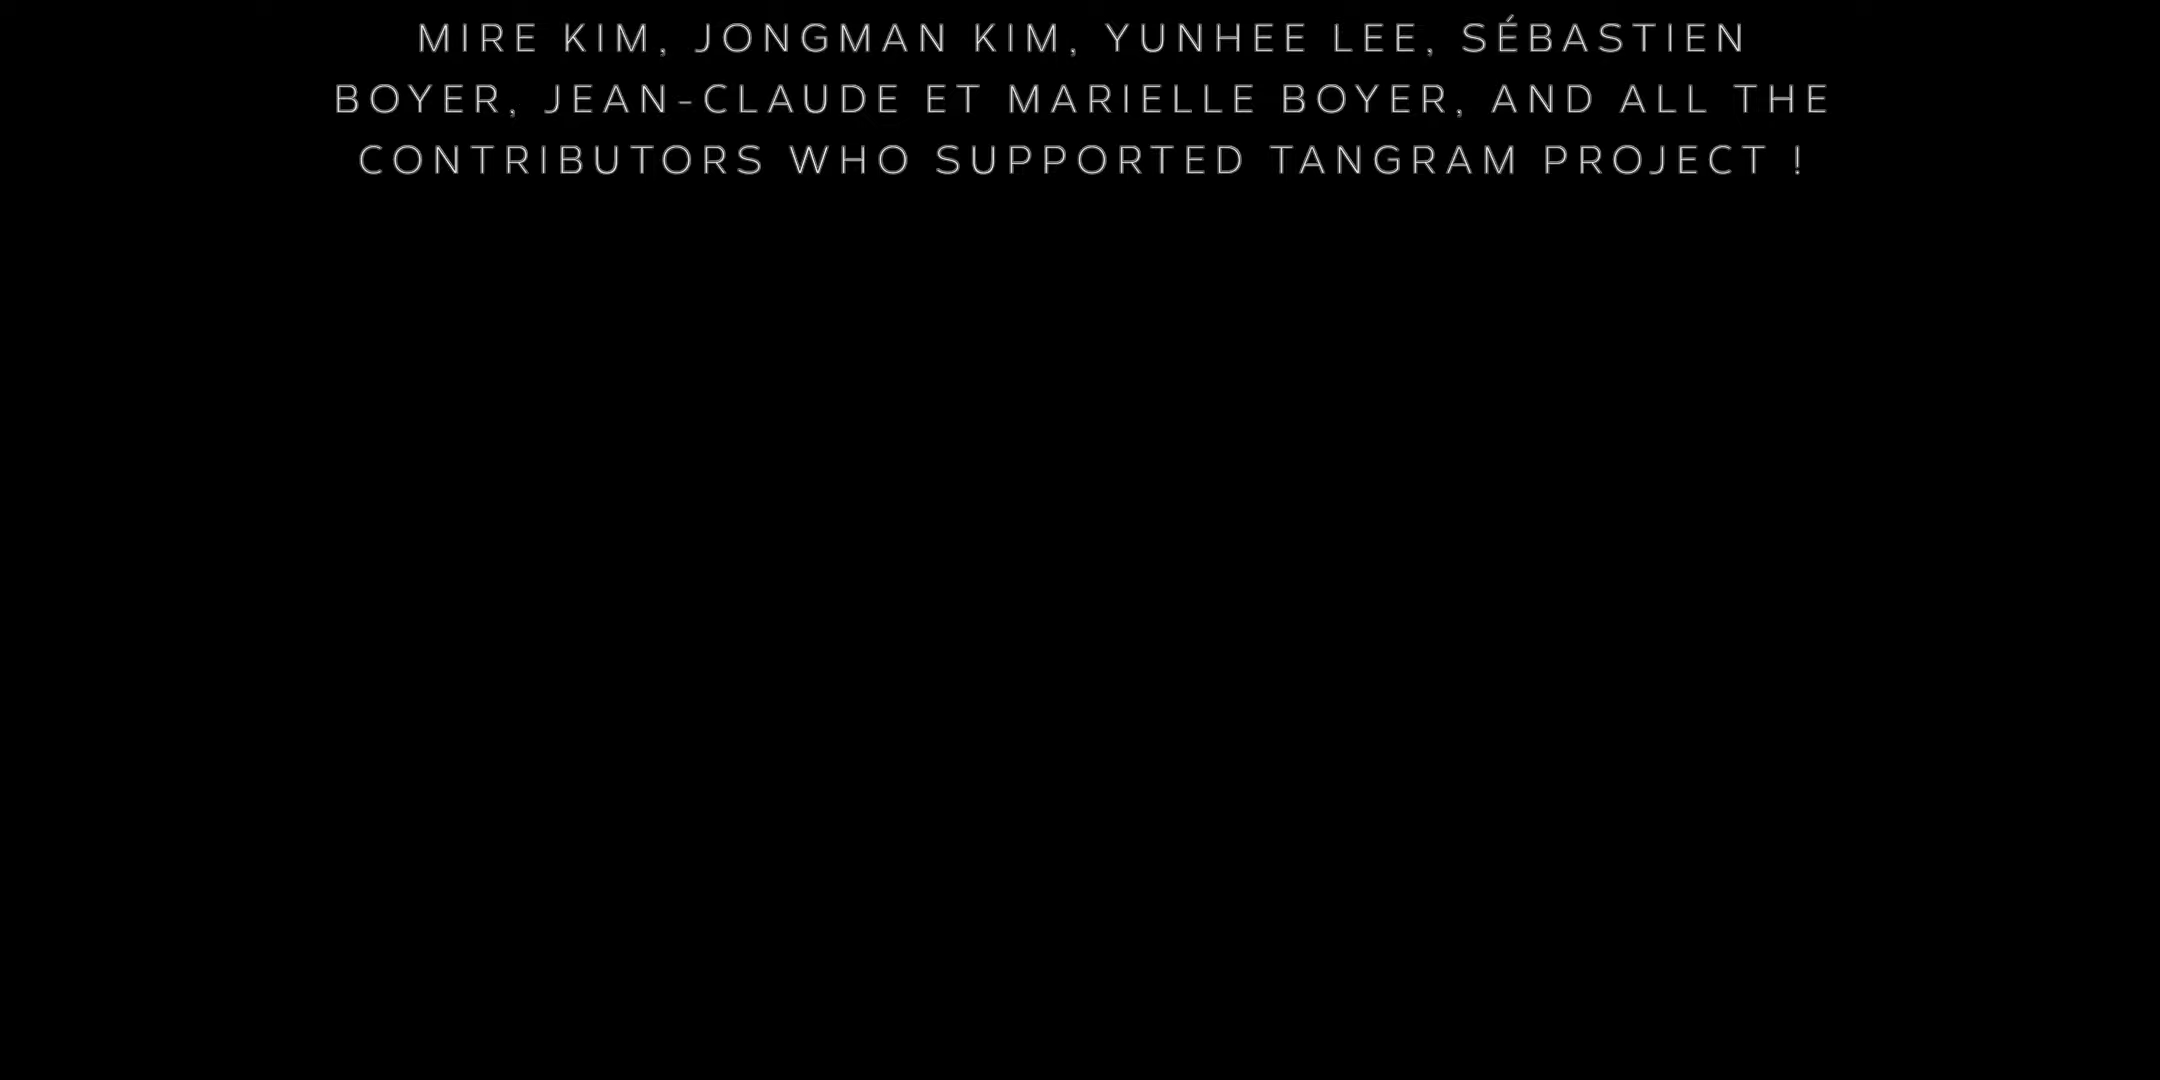 MIRE KIM, JONGMAN KIM, YUNHEE LEE, SÉBASTIEN
BOYER, JEAN-CLAUDE ET MARIELLE BOYER, AND ALL THE
CONTRIBUTORS WHO SUPPORTED TANGRAM PROJECT !